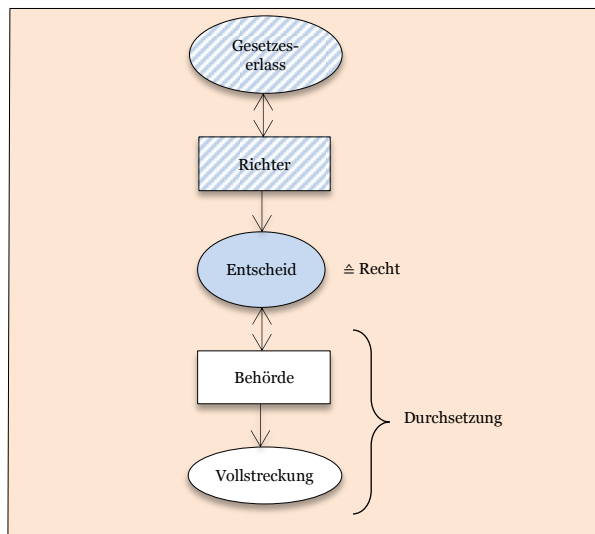 Gesetzes-
erlass
Richter
Entscheid
≙ Recht
Behörde
Durchsetzung
Vollstreckung